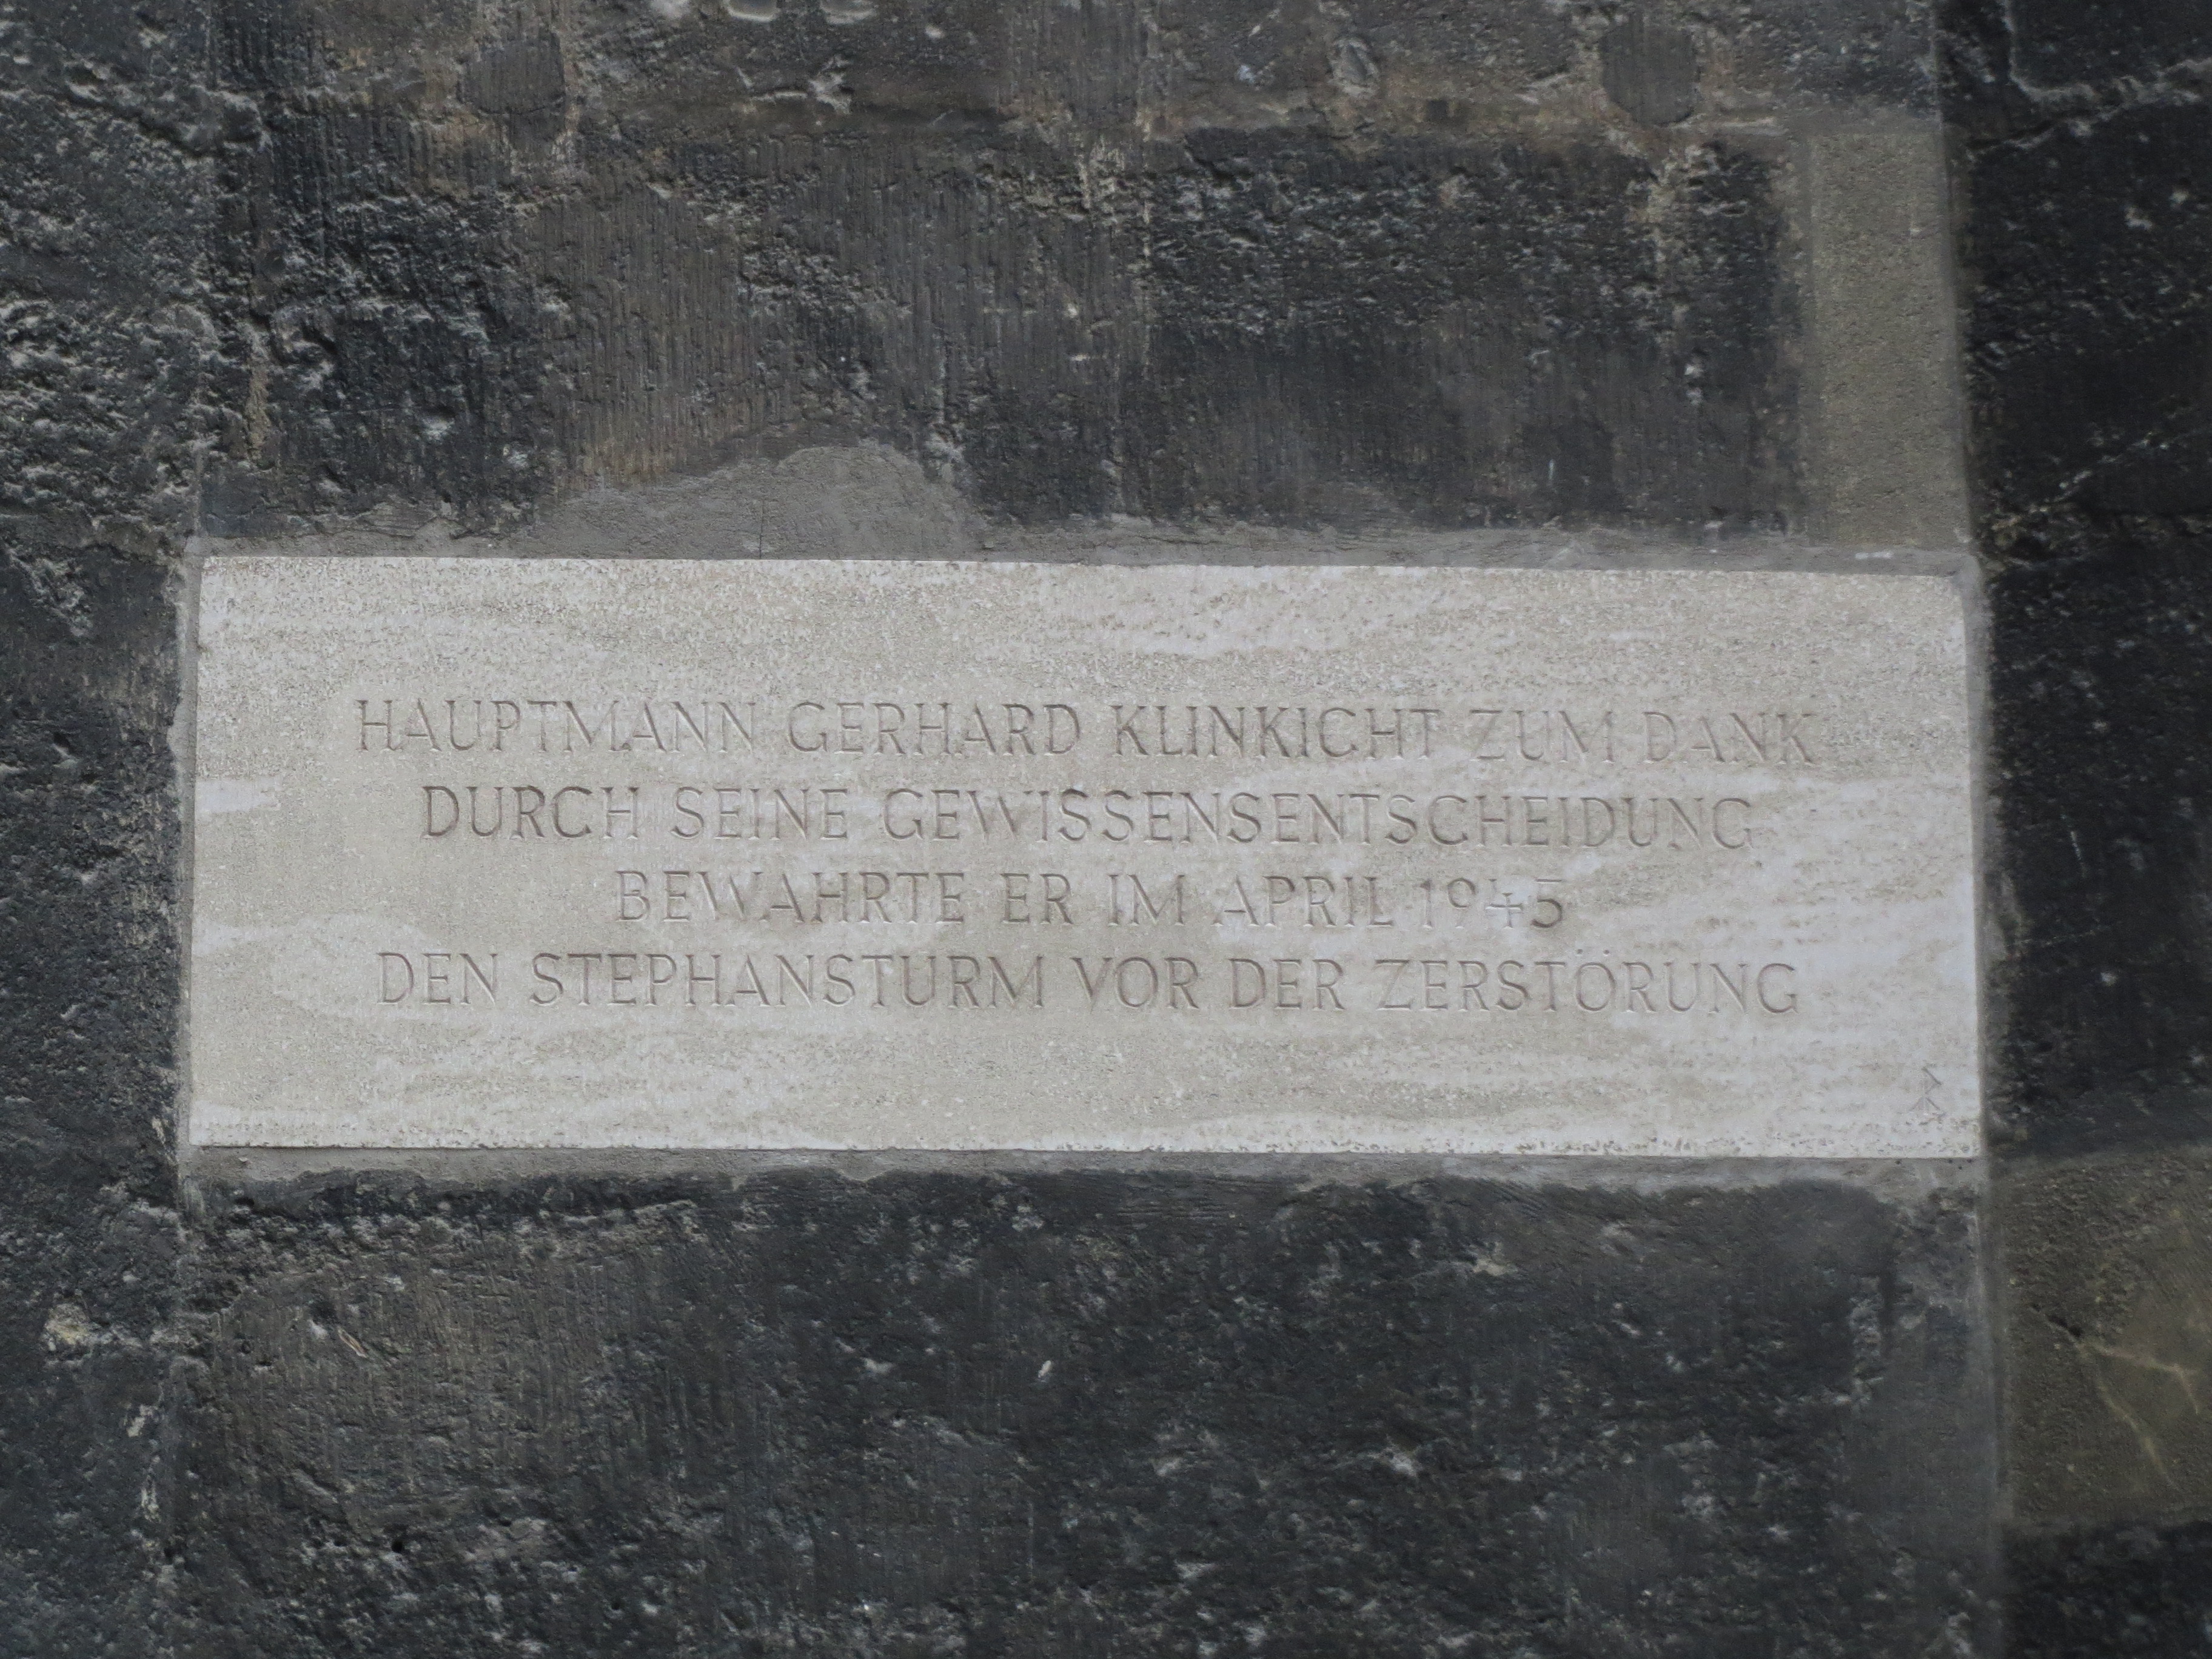 HAUPTMANN GERHARD KLINKICHT ZUM DANK
DURCH SEINE GEWISSENSENTSCHEIDUNG
BEWAHRTE ER IM APRIL 1945
DEN STEPHANSTURM VOR DER ZERSTÖRUNG